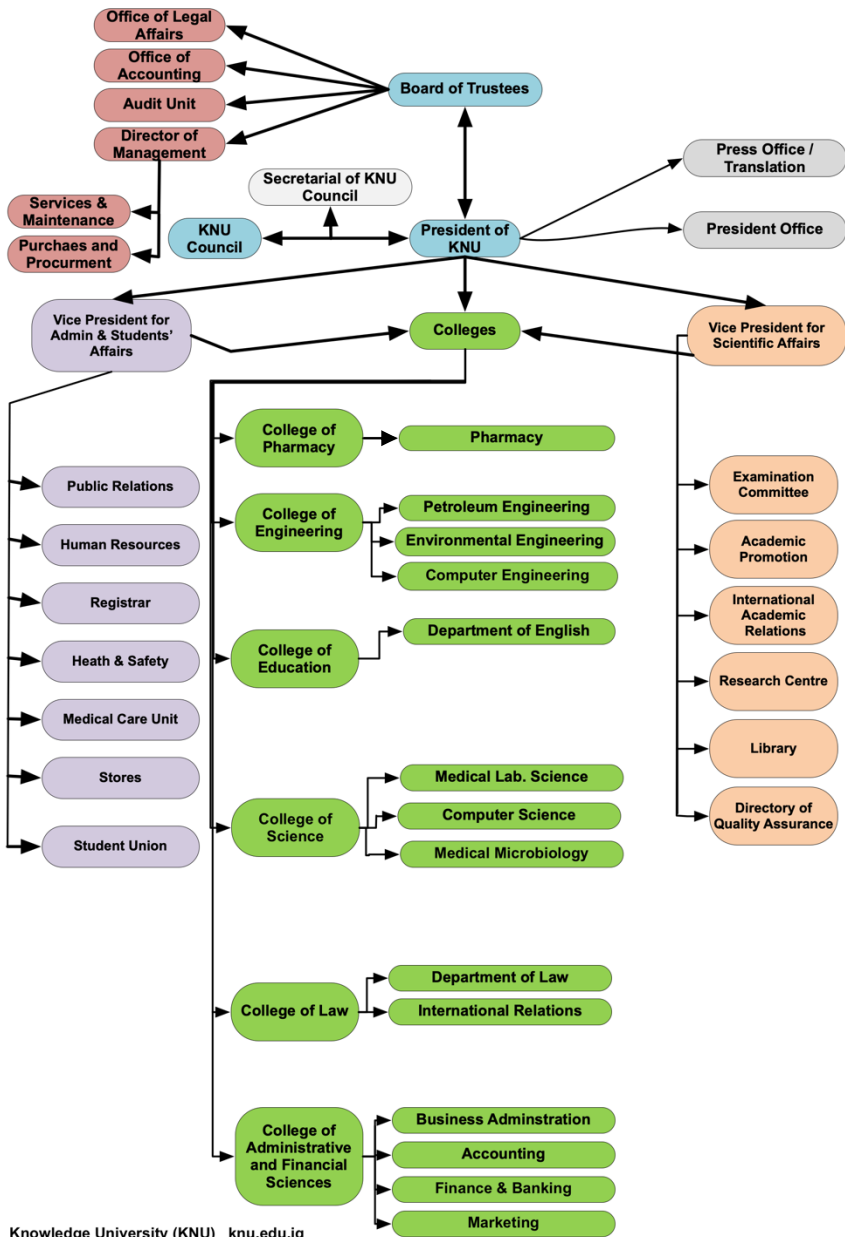 Office of Legal
Affairs
Office of
Accounting
Audit Unit
Director of
Management
Services &
Maintenance
Purchaes and
Procurment
Board of Trustees
Secretarial of KNU
Council
KNU
Council
President of
KNU
Press Office /
Translation
President Office
Vice President for
Admin & Students'
Affairs
Colleges
Vice President for
Scientific Affairs
Public Relations
Human Resources
Registrar
Heath & Safety
Medical Care Unit
Stores
Student Union
College of
Pharmacy
Pharmacy
College of
Engineering
Petroleum Engineering
Environmental Engineering
Computer Engineering
College of
Education
Department of English
College of
Science
Medical Lab. Science
Computer Science
Medical Microbiology
College of Law
Department of Law
International Relations
College of
Administrative
and Financial
Sciences
Business Adminstration
Accounting
Finance & Banking
Marketing
Examination
Committee
Academic
Promotion
International
Academic
Relations
Research Centre
Library
Directory of
Quality Assurance
Knowledge University (KNU) knu.edu.iq